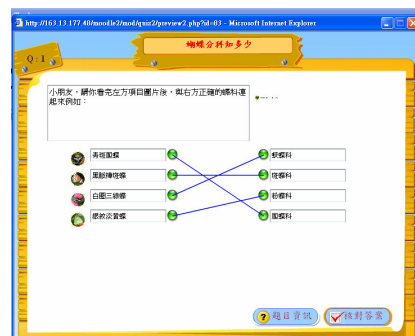 http://163.13.177.48/moodle2/mod/quiz2/preview2.php?id=83 - Microsoft Internet Explorer
蝴蝶分科知多少
Q:1
小朋友，請你看完左方項目圖片後，與右方正確的蝶科連
起來例如：
青斑鳳蝶
蛺蝶科
黑脈樺斑蝶
斑蝶科
白圈三線蝶
粉蝶科
銀紋淡黃蝶
鳳蝶科
題目資訊
核對答案